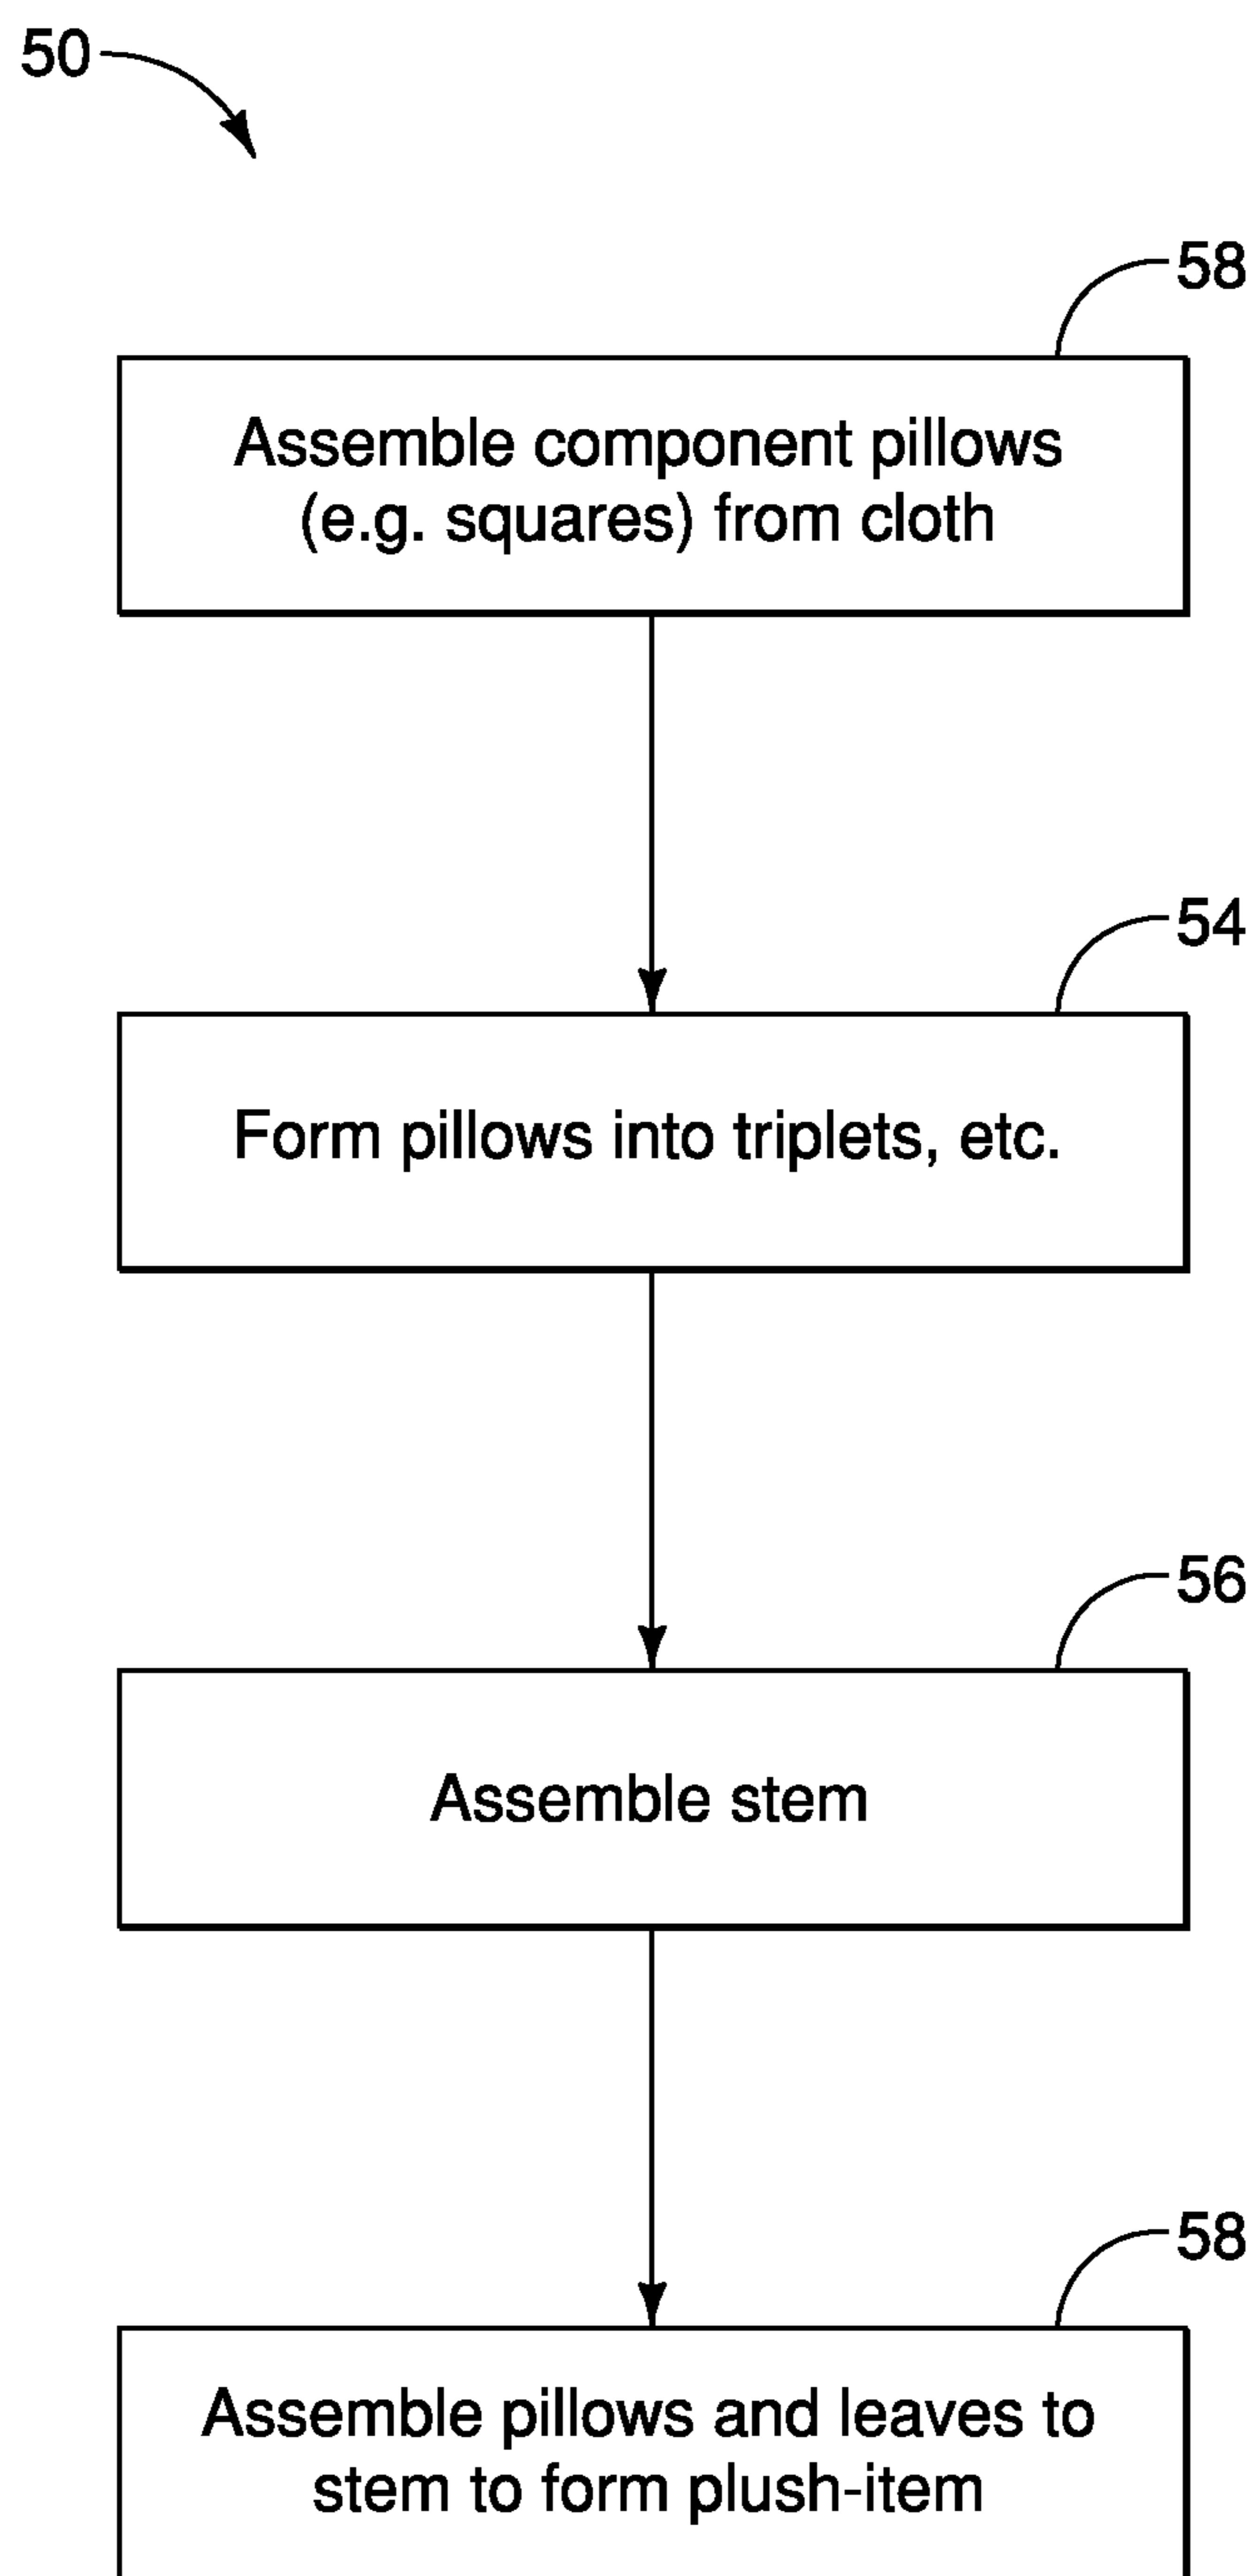 50
58
Assemble component pillows
(e.g. squares) from cloth
54
Form pillows into triplets, etc.
56
Assemble stem
58
Assemble pillows and leaves to
stem to form plush-item